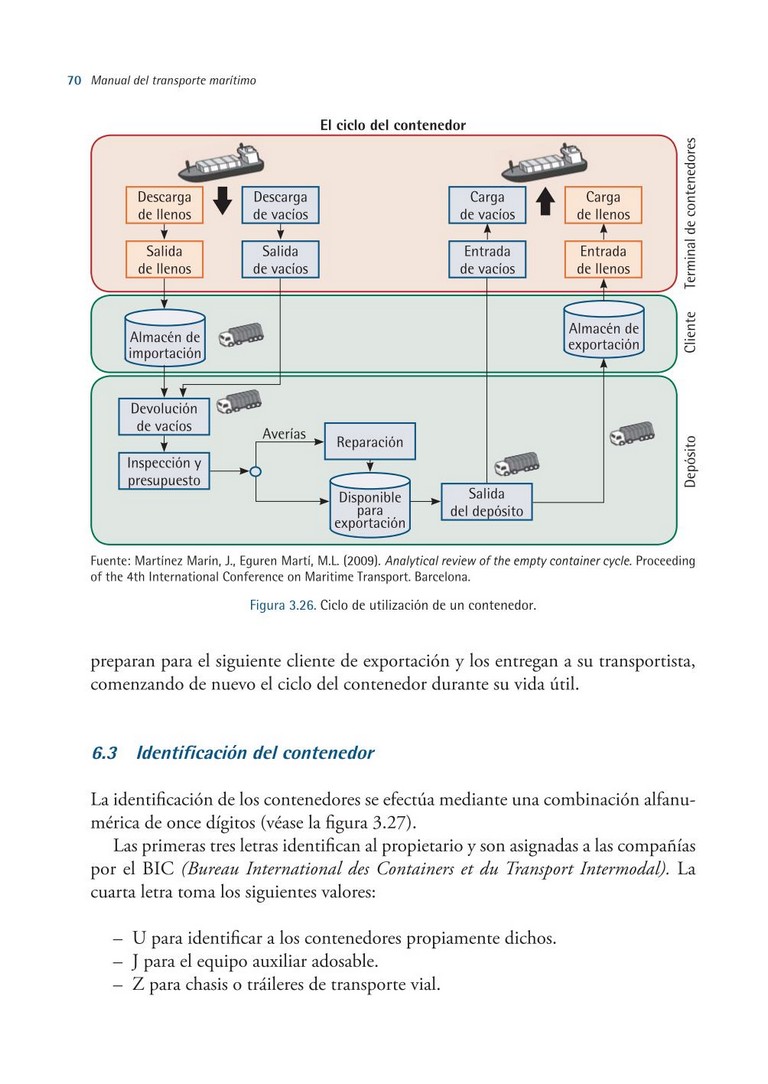 70 Manual del transporte marítimo
El ciclo del contenedor
Descarga
de llenos
Descarga
de vacíos
Carga
de vacíos
Carga
de llenos
Salida
de llenos
Salida
de vacíos
Entrada
de vacíos
Entrada
de llenos
Terminal de contenedores
Almacén de
importación
Almacén de
exportación
Cliente
Devolución
de vacíos
Averías
Reparación
Inspección y
presupuesto
Disponible
para
exportación
Salida
del depósito
Depósito
Fuente: Martínez Marín, J., Eguren Martí, M.L. (2009). Analytical review of the empty container cycle. Proceeding
of the 4th International Conference on Maritime Transport. Barcelona.
Figura 3.26. Ciclo de utilización de un contenedor.
preparan para el siguiente cliente de exportación y los entregan a su transportista,
comenzando de nuevo el ciclo del contenedor durante su vida útil.
6.3 Identificación del contenedor
La identificación de los contenedores se efectúa mediante una combinación alfanu-
mérica de once dígitos (véase la figura 3.27).
Las primeras tres letras identifican al propietario y son asignadas a las compañías
por el BIC (Bureau International des Containers et du Transport Intermodal). La
cuarta letra toma los siguientes valores:
– U para identificar a los contenedores propiamente dichos.
– J para el equipo auxiliar adosable.
– Z para chasis o tráileres de transporte vial.